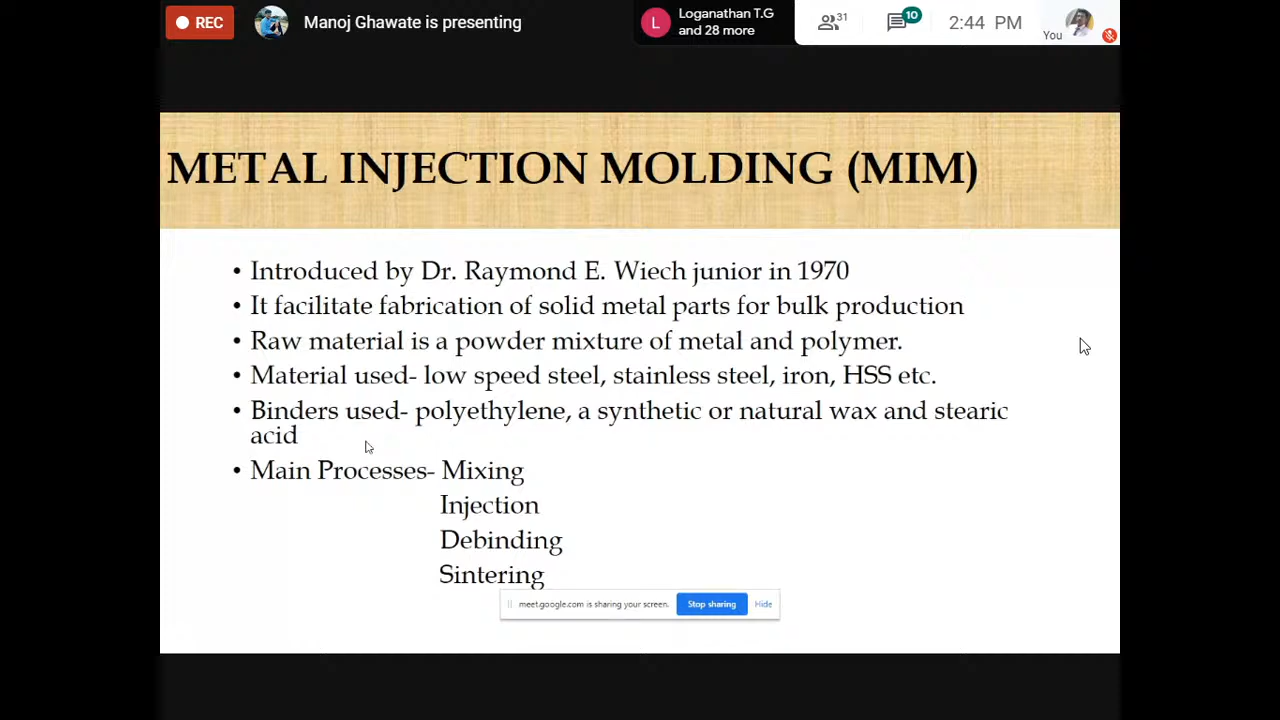 REC
Manoj Ghawate is presenting
L
Loganathan T.G
and 28 more
31
10
2:44 PM
You
METAL INJECTION MOLDING (MIM)
• Introduced by Dr. Raymond E. Wiech junior in 1970
• It facilitate fabrication of solid metal parts for bulk production
• Raw material is a powder mixture of metal and polymer.
• Material used- low speed steel, stainless steel, iron, HSS etc.
• Binders used- polyethylene, a synthetic or natural wax and stearic
acid
• Main Processes- Mixing
Injection
Debinding
Sintering
meet.google.com is sharing your screen.
Stop sharing
Hide